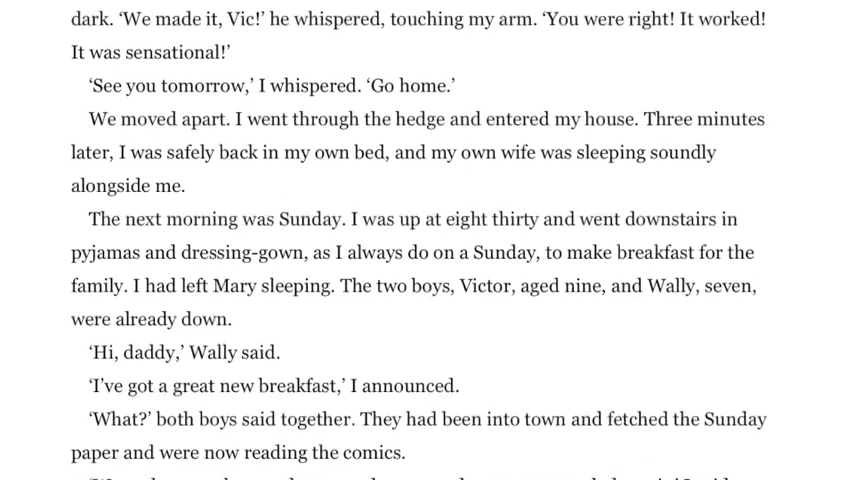 dark. ‘We made it, Vic!’ he whispered, touching my arm. ‘You were right! It worked!
It was sensational!’
‘See you tomorrow,’ I whispered. ‘Go home.’
We moved apart. I went through the hedge and entered my house. Three minutes
later, I was safely back in my own bed, and my own wife was sleeping soundly
alongside me.
The next morning was Sunday. I was up at eight thirty and went downstairs in
pyjamas and dressing-gown, as I always do on a Sunday, to make breakfast for the
family. I had left Mary sleeping. The two boys, Victor, aged nine, and Wally, seven,
were already down.
‘Hi, daddy,’ Wally said.
‘I’ve got a great new breakfast,’ I announced.
‘What?’ both boys said together. They had been into town and fetched the Sunday
paper and were now reading the comics.